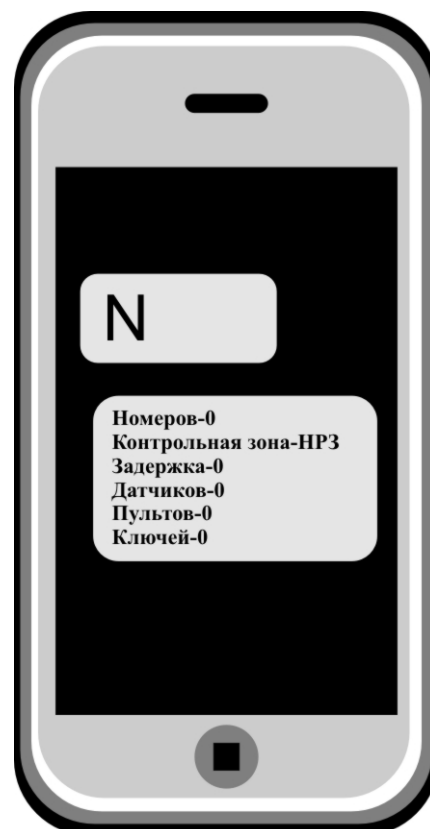 N
Номеров-0
Контрольная зона-НРЗ
Задержка-0
Датчиков-0
Пультов-0
Ключей-0